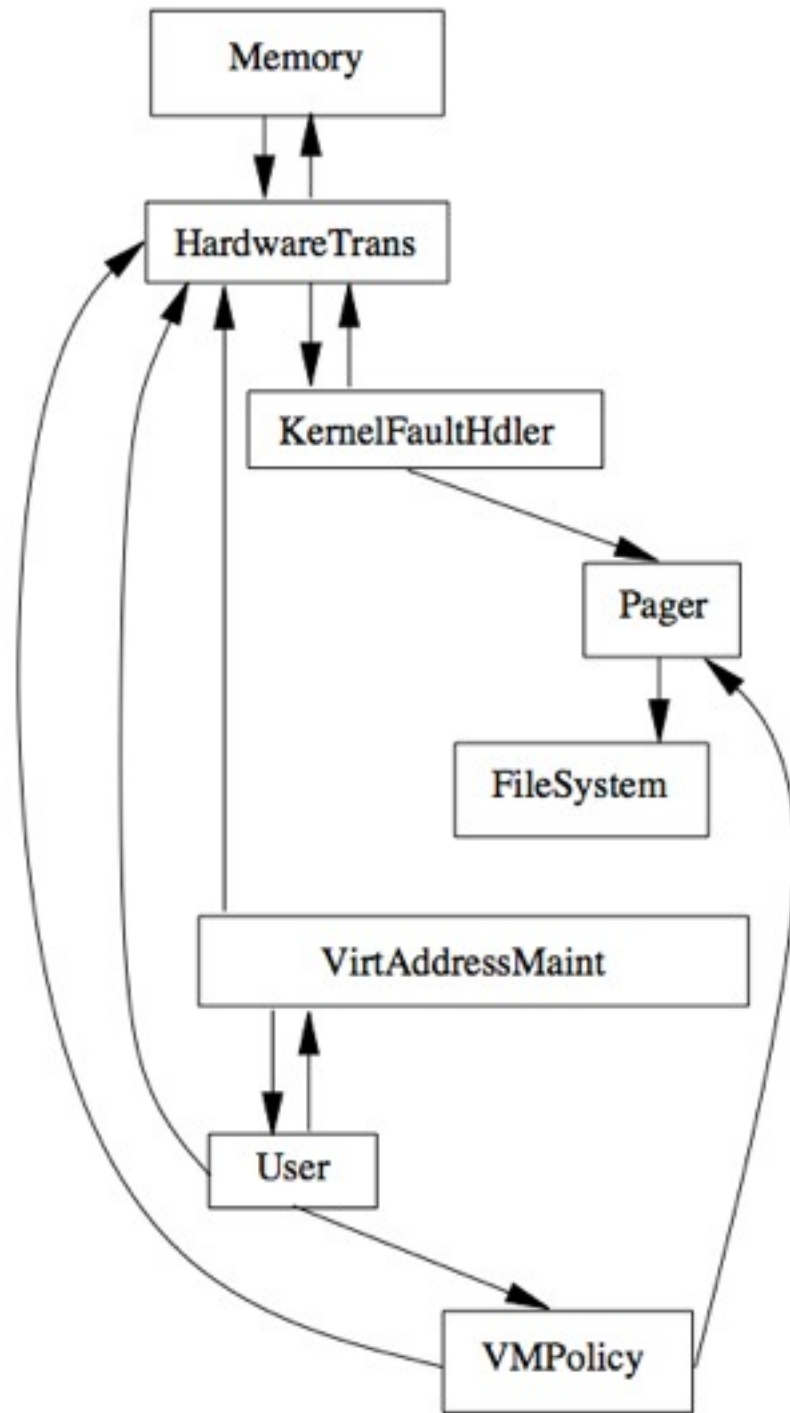 Memory
HardwareTrans
KernelFaultHdler
Pager
FileSystem
VirtAddressMaint
User
VMPolicy